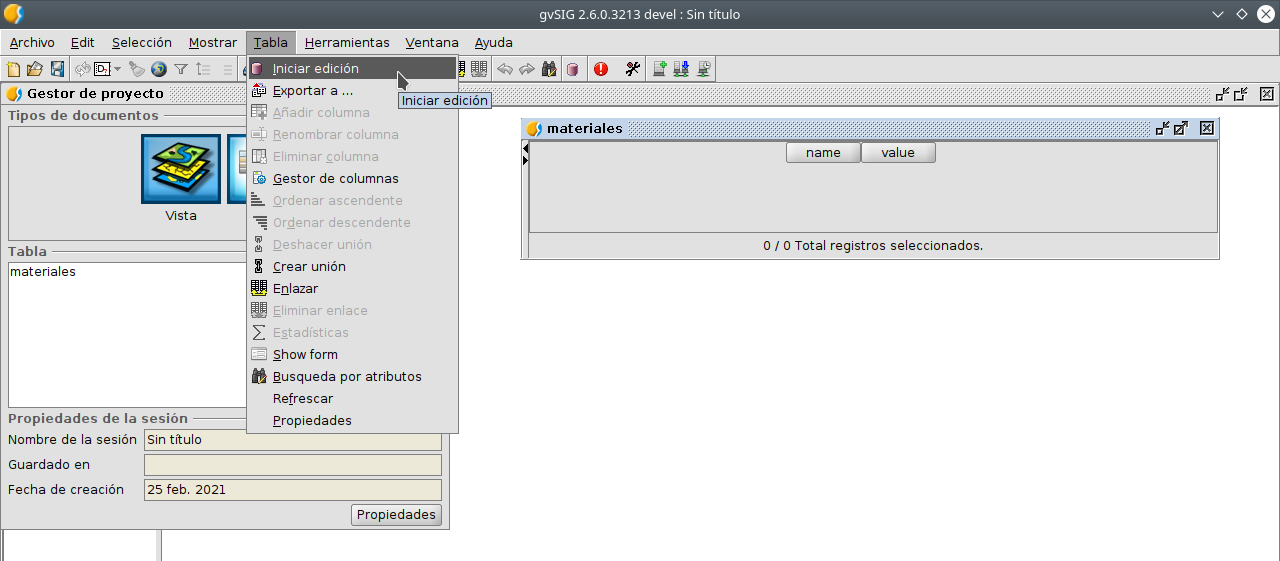 gvSIG 2.6.0.3213 devel : Sin título
Archivo Edit Selección Mostrar Tabla Herramientas Ventana Ayuda
Gestor de proyecto
Tipos de documentos
Vista
Tabla
materiales
Propiedades de la sesión
Nombre de la sesión Sin título
Guardado en
Fecha de creación 25 feb. 2021
Propiedades
Iniciar edición
Exportar a ...
Añadir columna
Renombrar columna
Eliminar columna
Gestor de columnas
Ordenar ascendente
Ordenar descendente
Deshacer unión
Crear unión
Enlazar
Eliminar enlace
Estadísticas
Show form
Busqueda por atributos
Refrescar
Propiedades
Iniciar edición
materiales
name value
0 / 0 Total registros seleccionados.